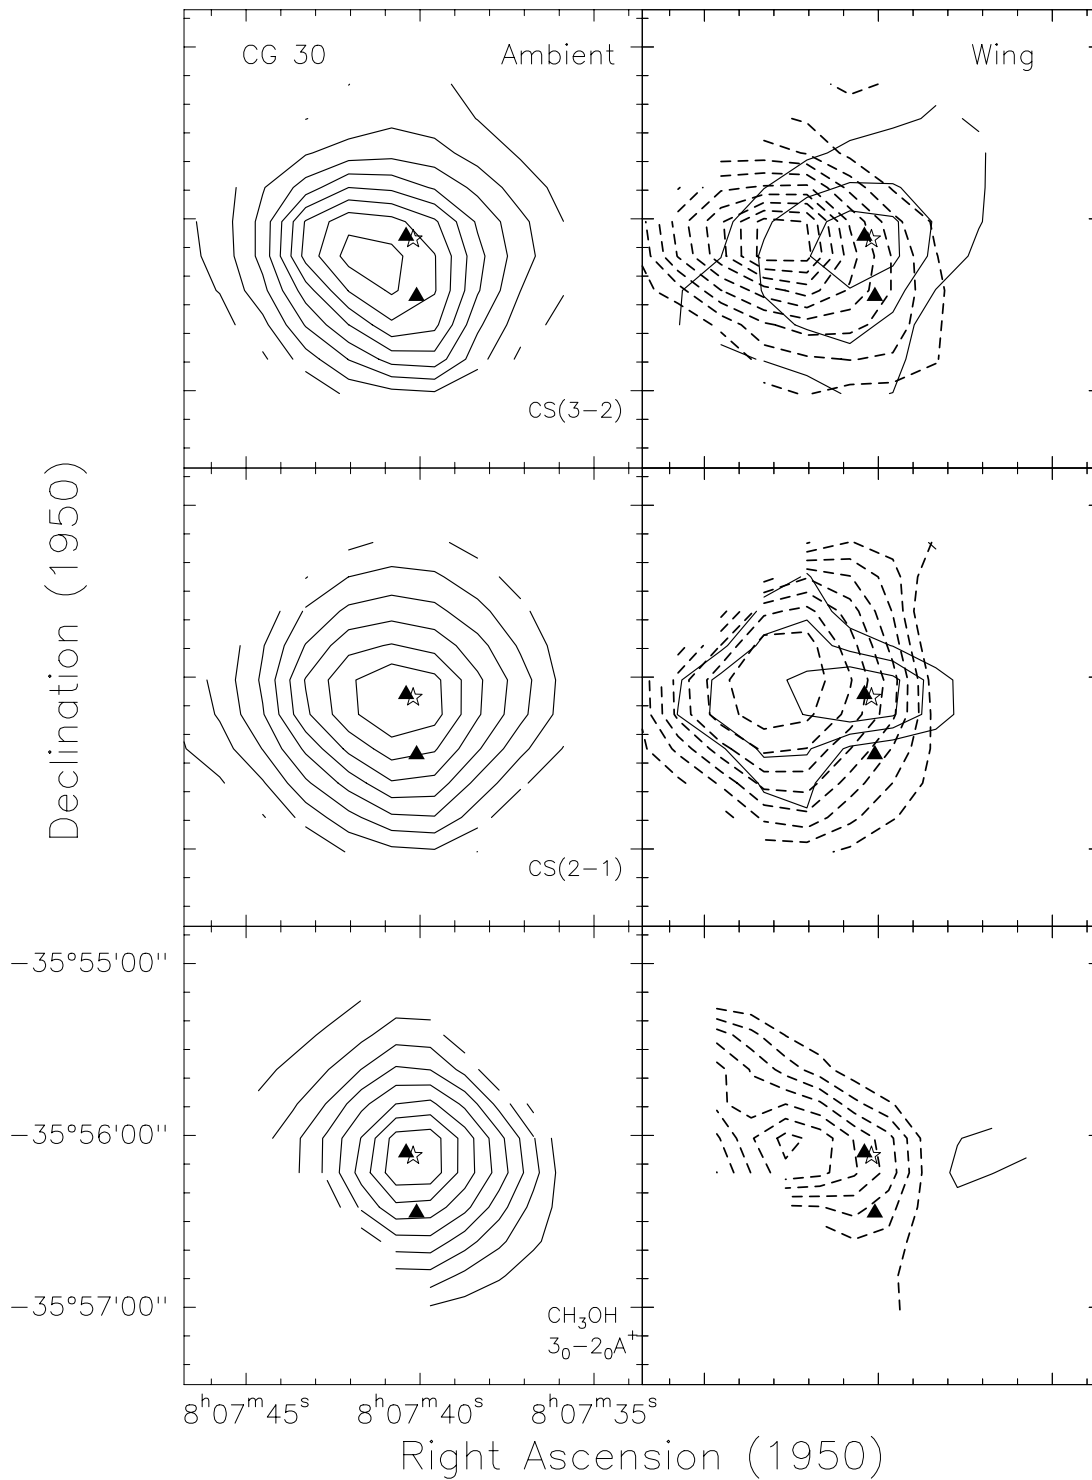 CG 30 Ambient Wing
CS(3−2)
Declination (1950)
CS(2−1)
−35°55'00"
−35°56'00"
−35°57'00"
CH₃OH
3₀−2₀A⁺
8ʰ07ᵐ45ˢ 8ʰ07ᵐ40ˢ 8ʰ07ᵐ35ˢ
Right Ascension (1950)